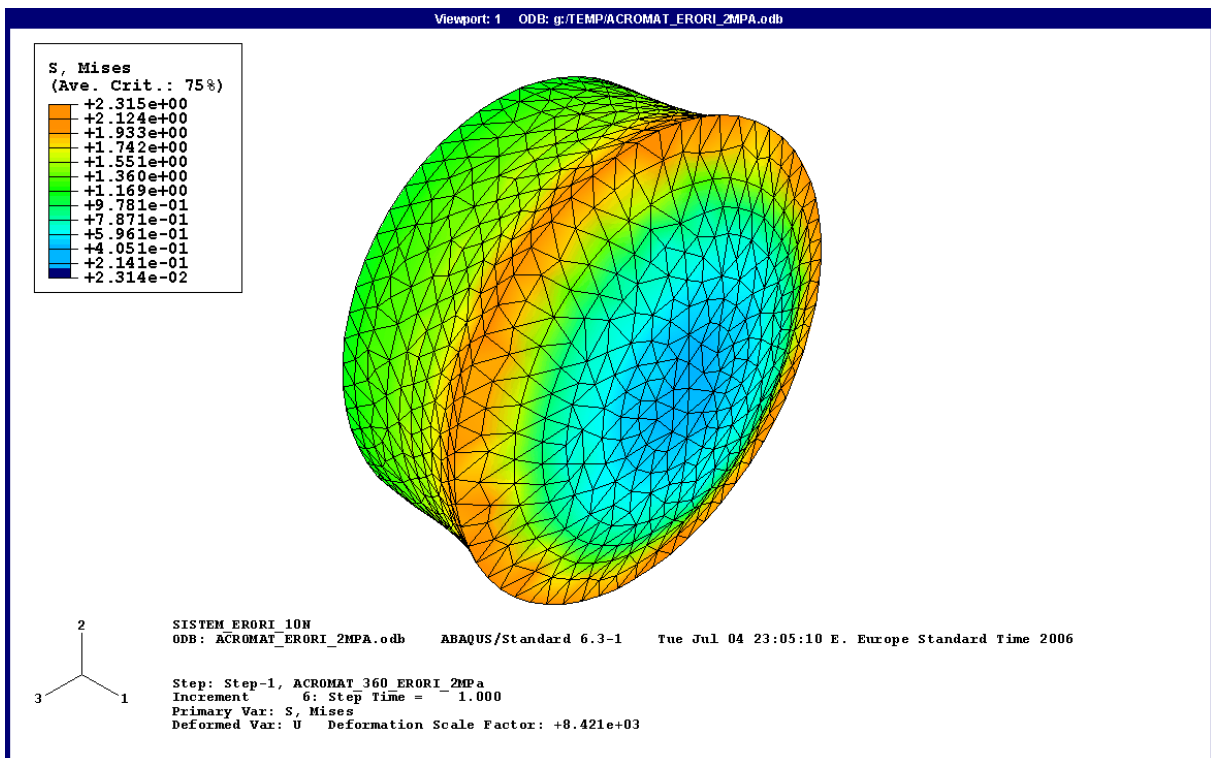 Viewport: 1    ODB: g:/TEMP/ACROMAT_ERORI_2MPA.odb
S, Mises
(Ave. Crit.: 75%)
+2.315e+00
+2.124e+00
+1.933e+00
+1.742e+00
+1.551e+00
+1.360e+00
+1.169e+00
+9.781e-01
+7.871e-01
+5.961e-01
+4.051e-01
+2.141e-01
+2.314e-02
2
3
1
SISTEM_ERORI_10N
ODB: ACROMAT_ERORI_2MPA.odb    ABAQUS/Standard 6.3-1    Tue Jul 04 23:05:10 E. Europe Standard Time 2006
Step: Step-1, ACROMAT_360_ERORI_2MPa
Increment      6: Step Time =    1.000
Primary Var: S, Mises
Deformed Var: U   Deformation Scale Factor: +8.421e+03